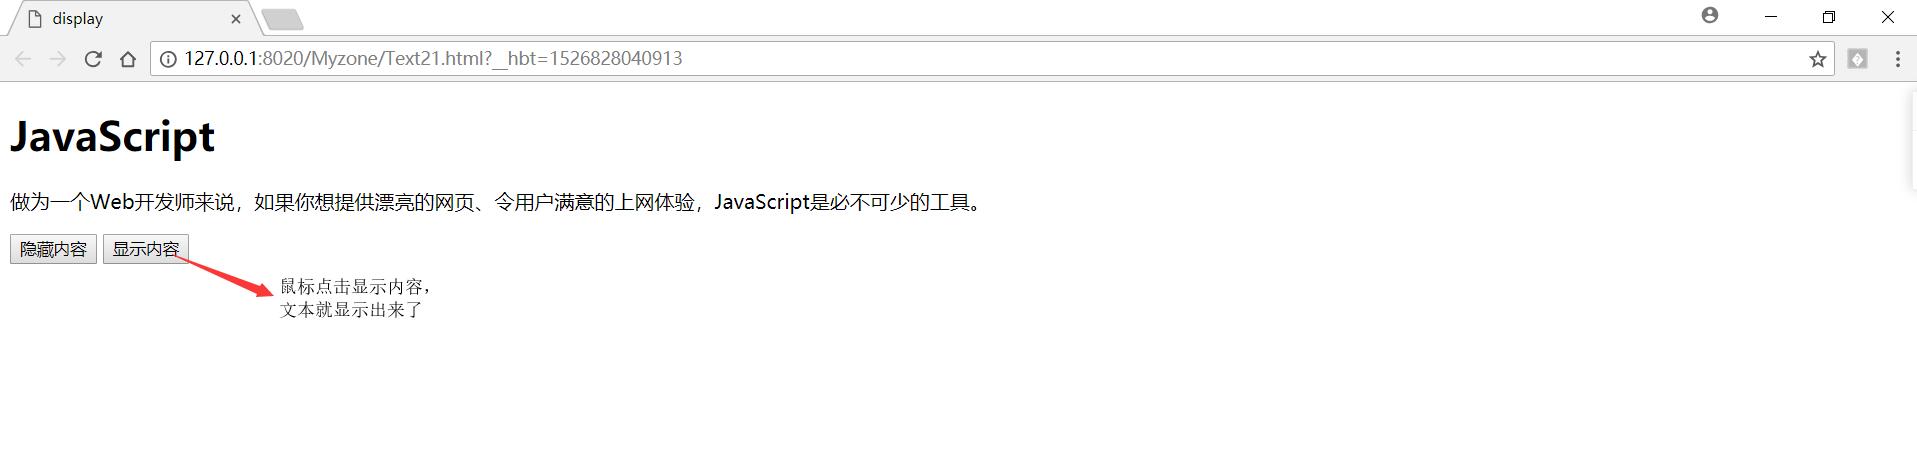 display
127.0.0.1:8020/Myzone/Text21.html?__hbt=1526828040913
JavaScript
做为一个Web开发师来说，如果你想提供漂亮的网页、令用户满意的上网体验，JavaScript是必不可少的工具。
隐藏内容 显示内容
鼠标点击显示内容，
文本就显示出来了